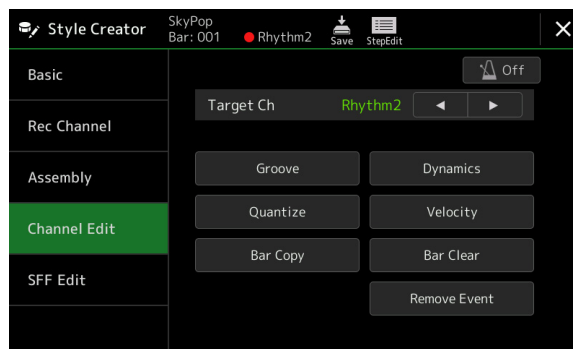 Style Creator
SkyPop
Bar: 001
Rhythm2
Save
StepEdit
Basic
Off
Target Ch Rhythm2
Rec Channel
Assembly
Groove Dynamics
Channel Edit
Quantize Velocity
Bar Copy Bar Clear
SFF Edit
Remove Event